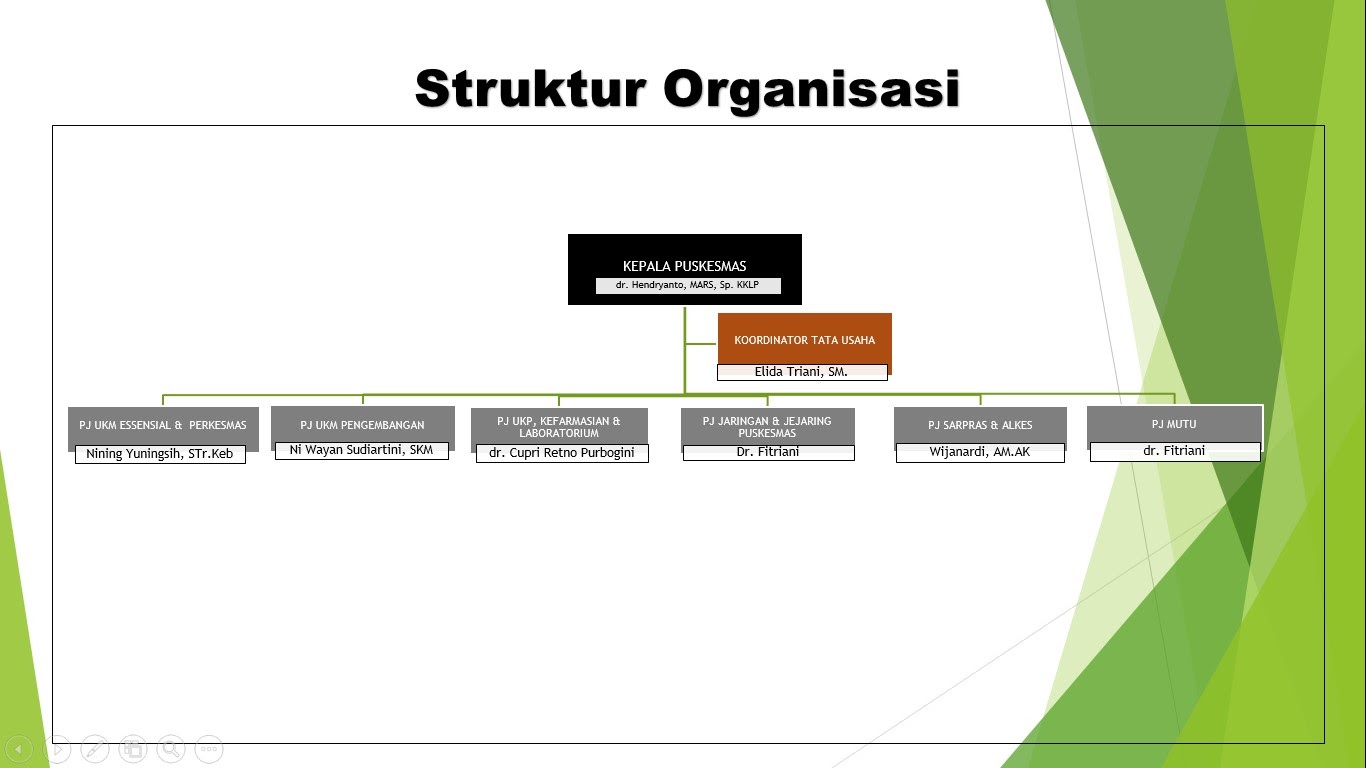 Struktur Organisasi
KEPALA PUSKESMAS
dr. Hendryanto, MARS, Sp. KKLP
KOORDINATOR TATA USAHA
Elida Triani, SM.
PJ UKM ESSENSIAL & PERKESMAS
Nining Yuningsih, STr.Keb
PJ UKM PENGEMBANGAN
Ni Wayan Sudiartini, SKM
PJ UKP, KEFARMASIAN &
LABORATORIUM
dr. Cupri Retno Purbogini
PJ JARINGAN & JEJARING
PUSKESMAS
Dr. Fitriani
PJ SARPRAS & ALKES
Wijanardi, AM.AK
PJ MUTU
dr. Fitriani